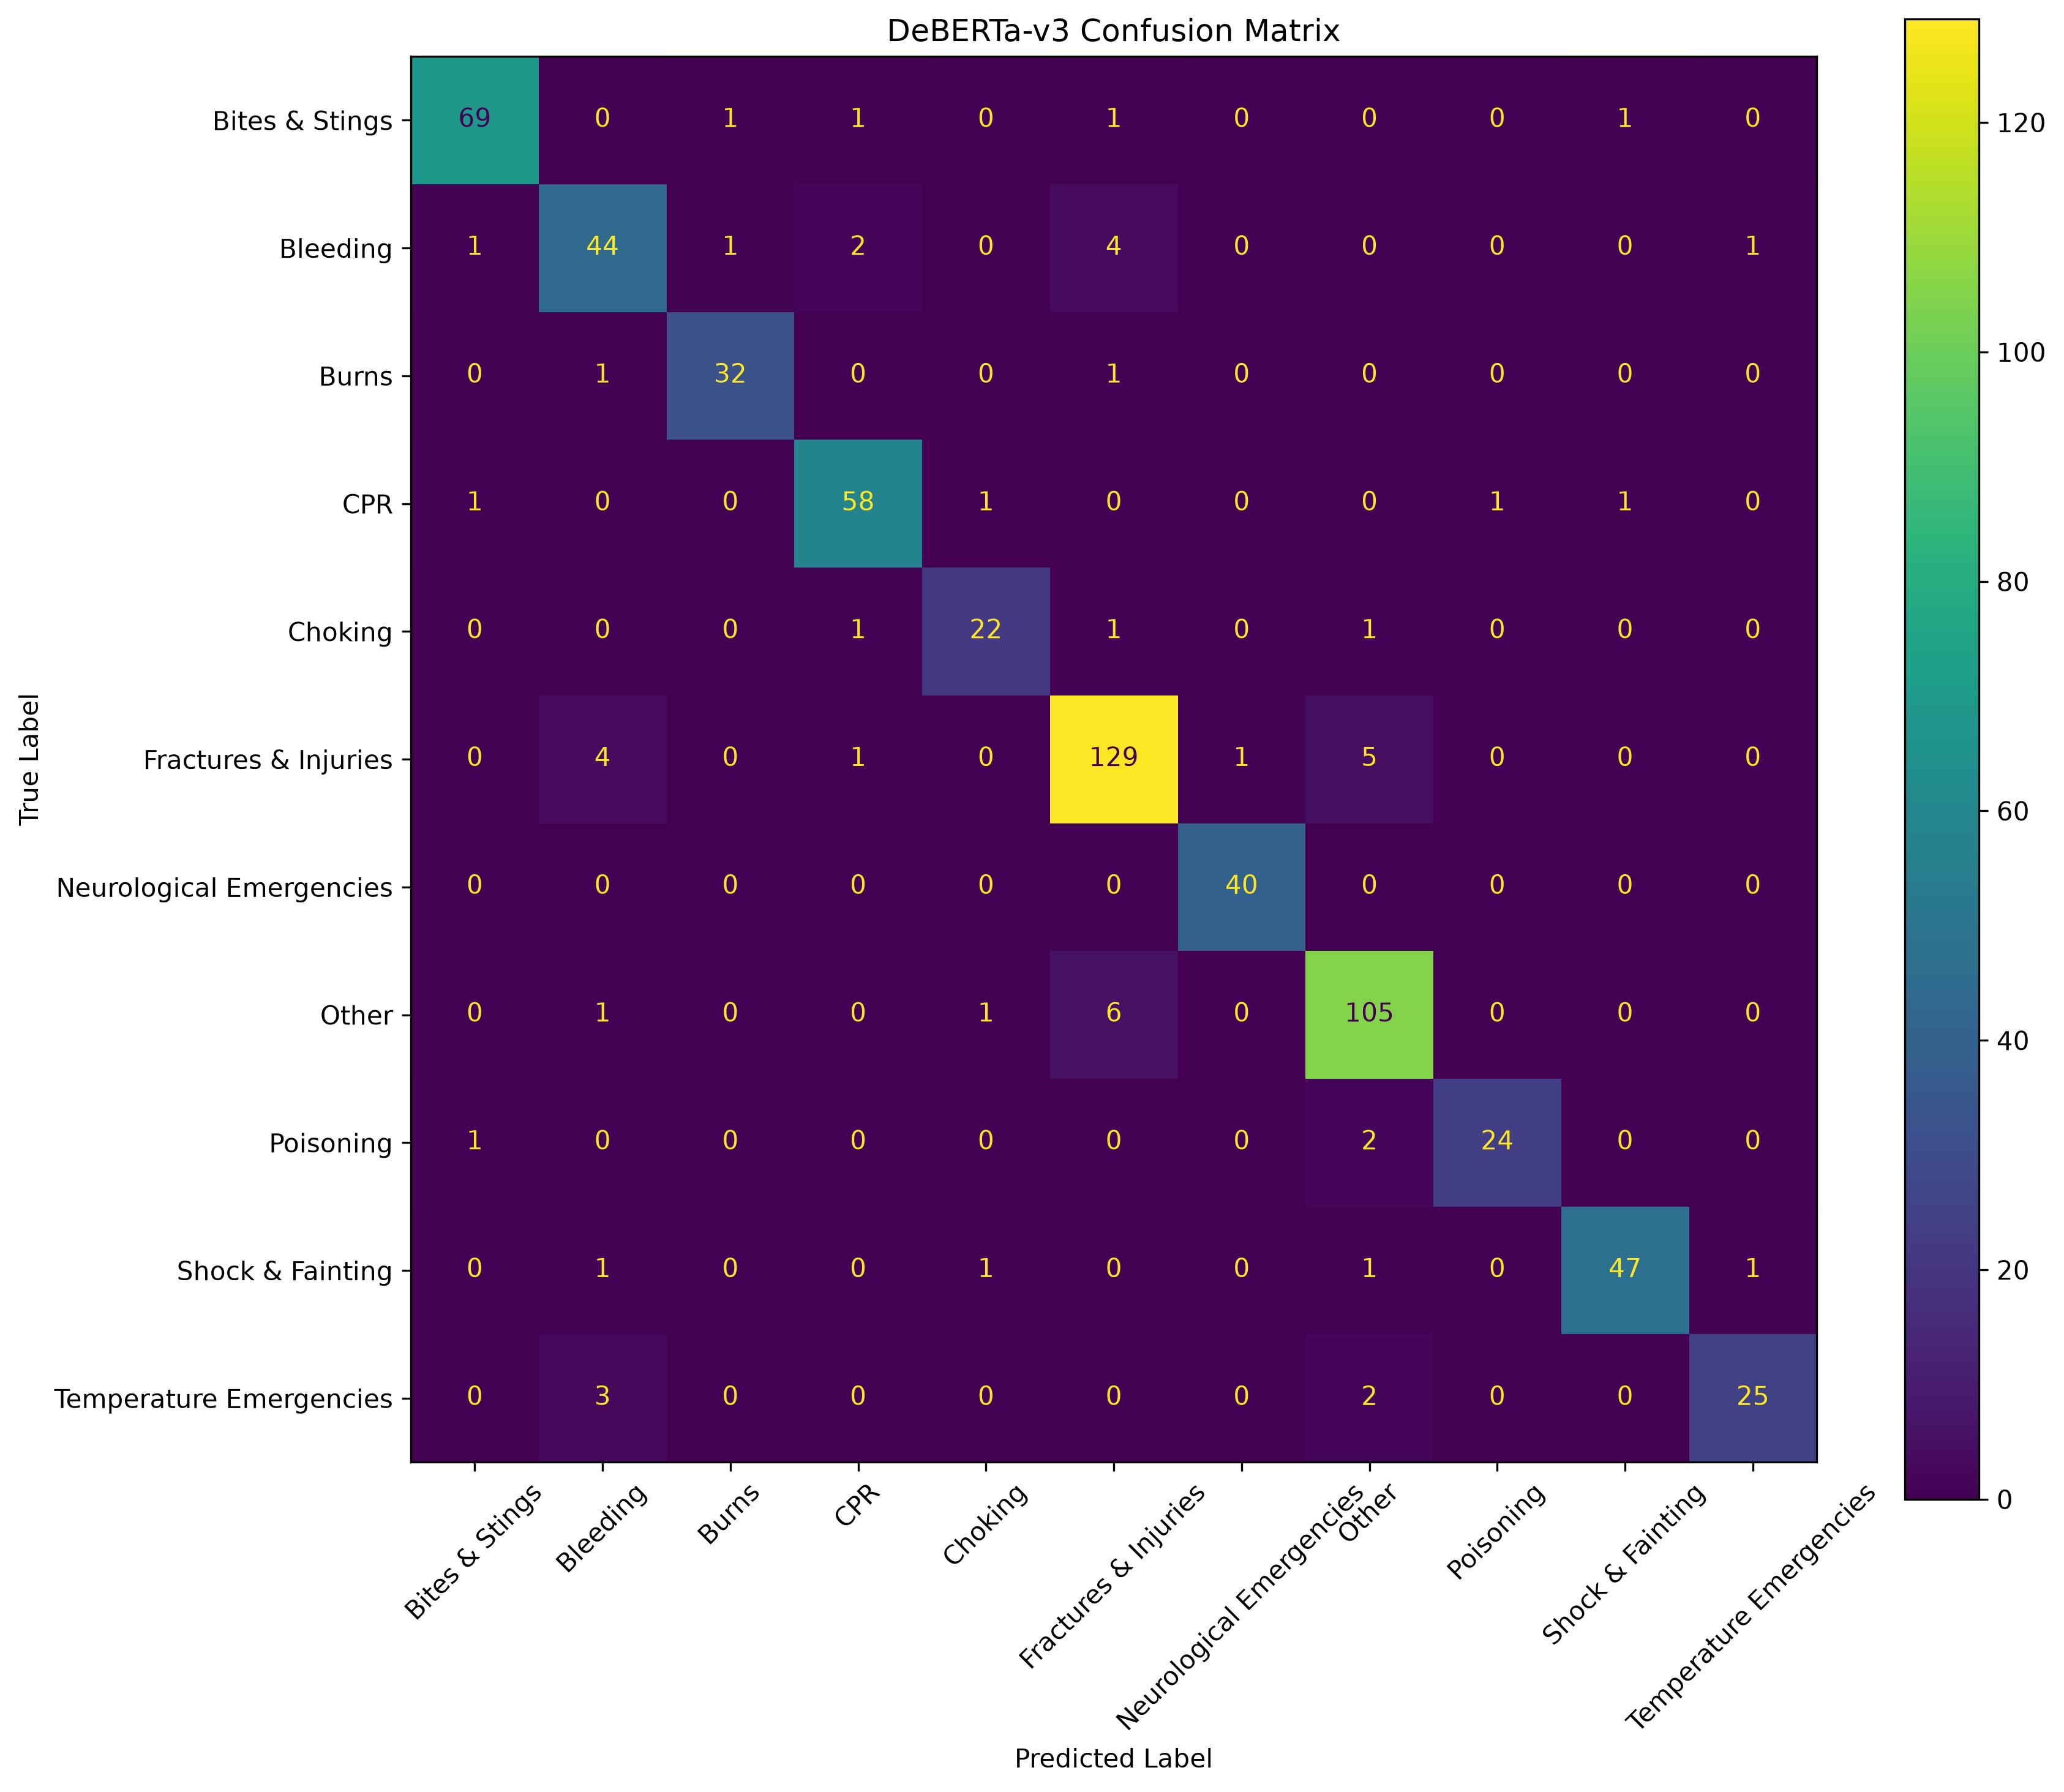 DeBERTa-v3 Confusion Matrix
True Label
Bites & Stings 69 0 1 1 0 1 0 0 0 1 0
Bleeding 1 44 1 2 0 4 0 0 0 0 1
Burns 0 1 32 0 0 1 0 0 0 0 0
CPR 1 0 0 58 1 0 0 0 1 1 0
Choking 0 0 0 1 22 1 0 1 0 0 0
Fractures & Injuries 0 4 0 1 0 129 1 5 0 0 0
Neurological Emergencies 0 0 0 0 0 0 40 0 0 0 0
Other 0 1 0 0 1 6 0 105 0 0 0
Poisoning 1 0 0 0 0 0 0 2 24 0 0
Shock & Fainting 0 1 0 0 1 0 0 1 0 47 1
Temperature Emergencies 0 3 0 0 0 0 0 2 0 0 25
Bites & Stings
Bleeding
Burns
CPR
Choking
Fractures & Injuries
Neurological Emergencies
Other
Poisoning
Shock & Fainting
Temperature Emergencies
Predicted Label
120
100
80
60
40
20
0